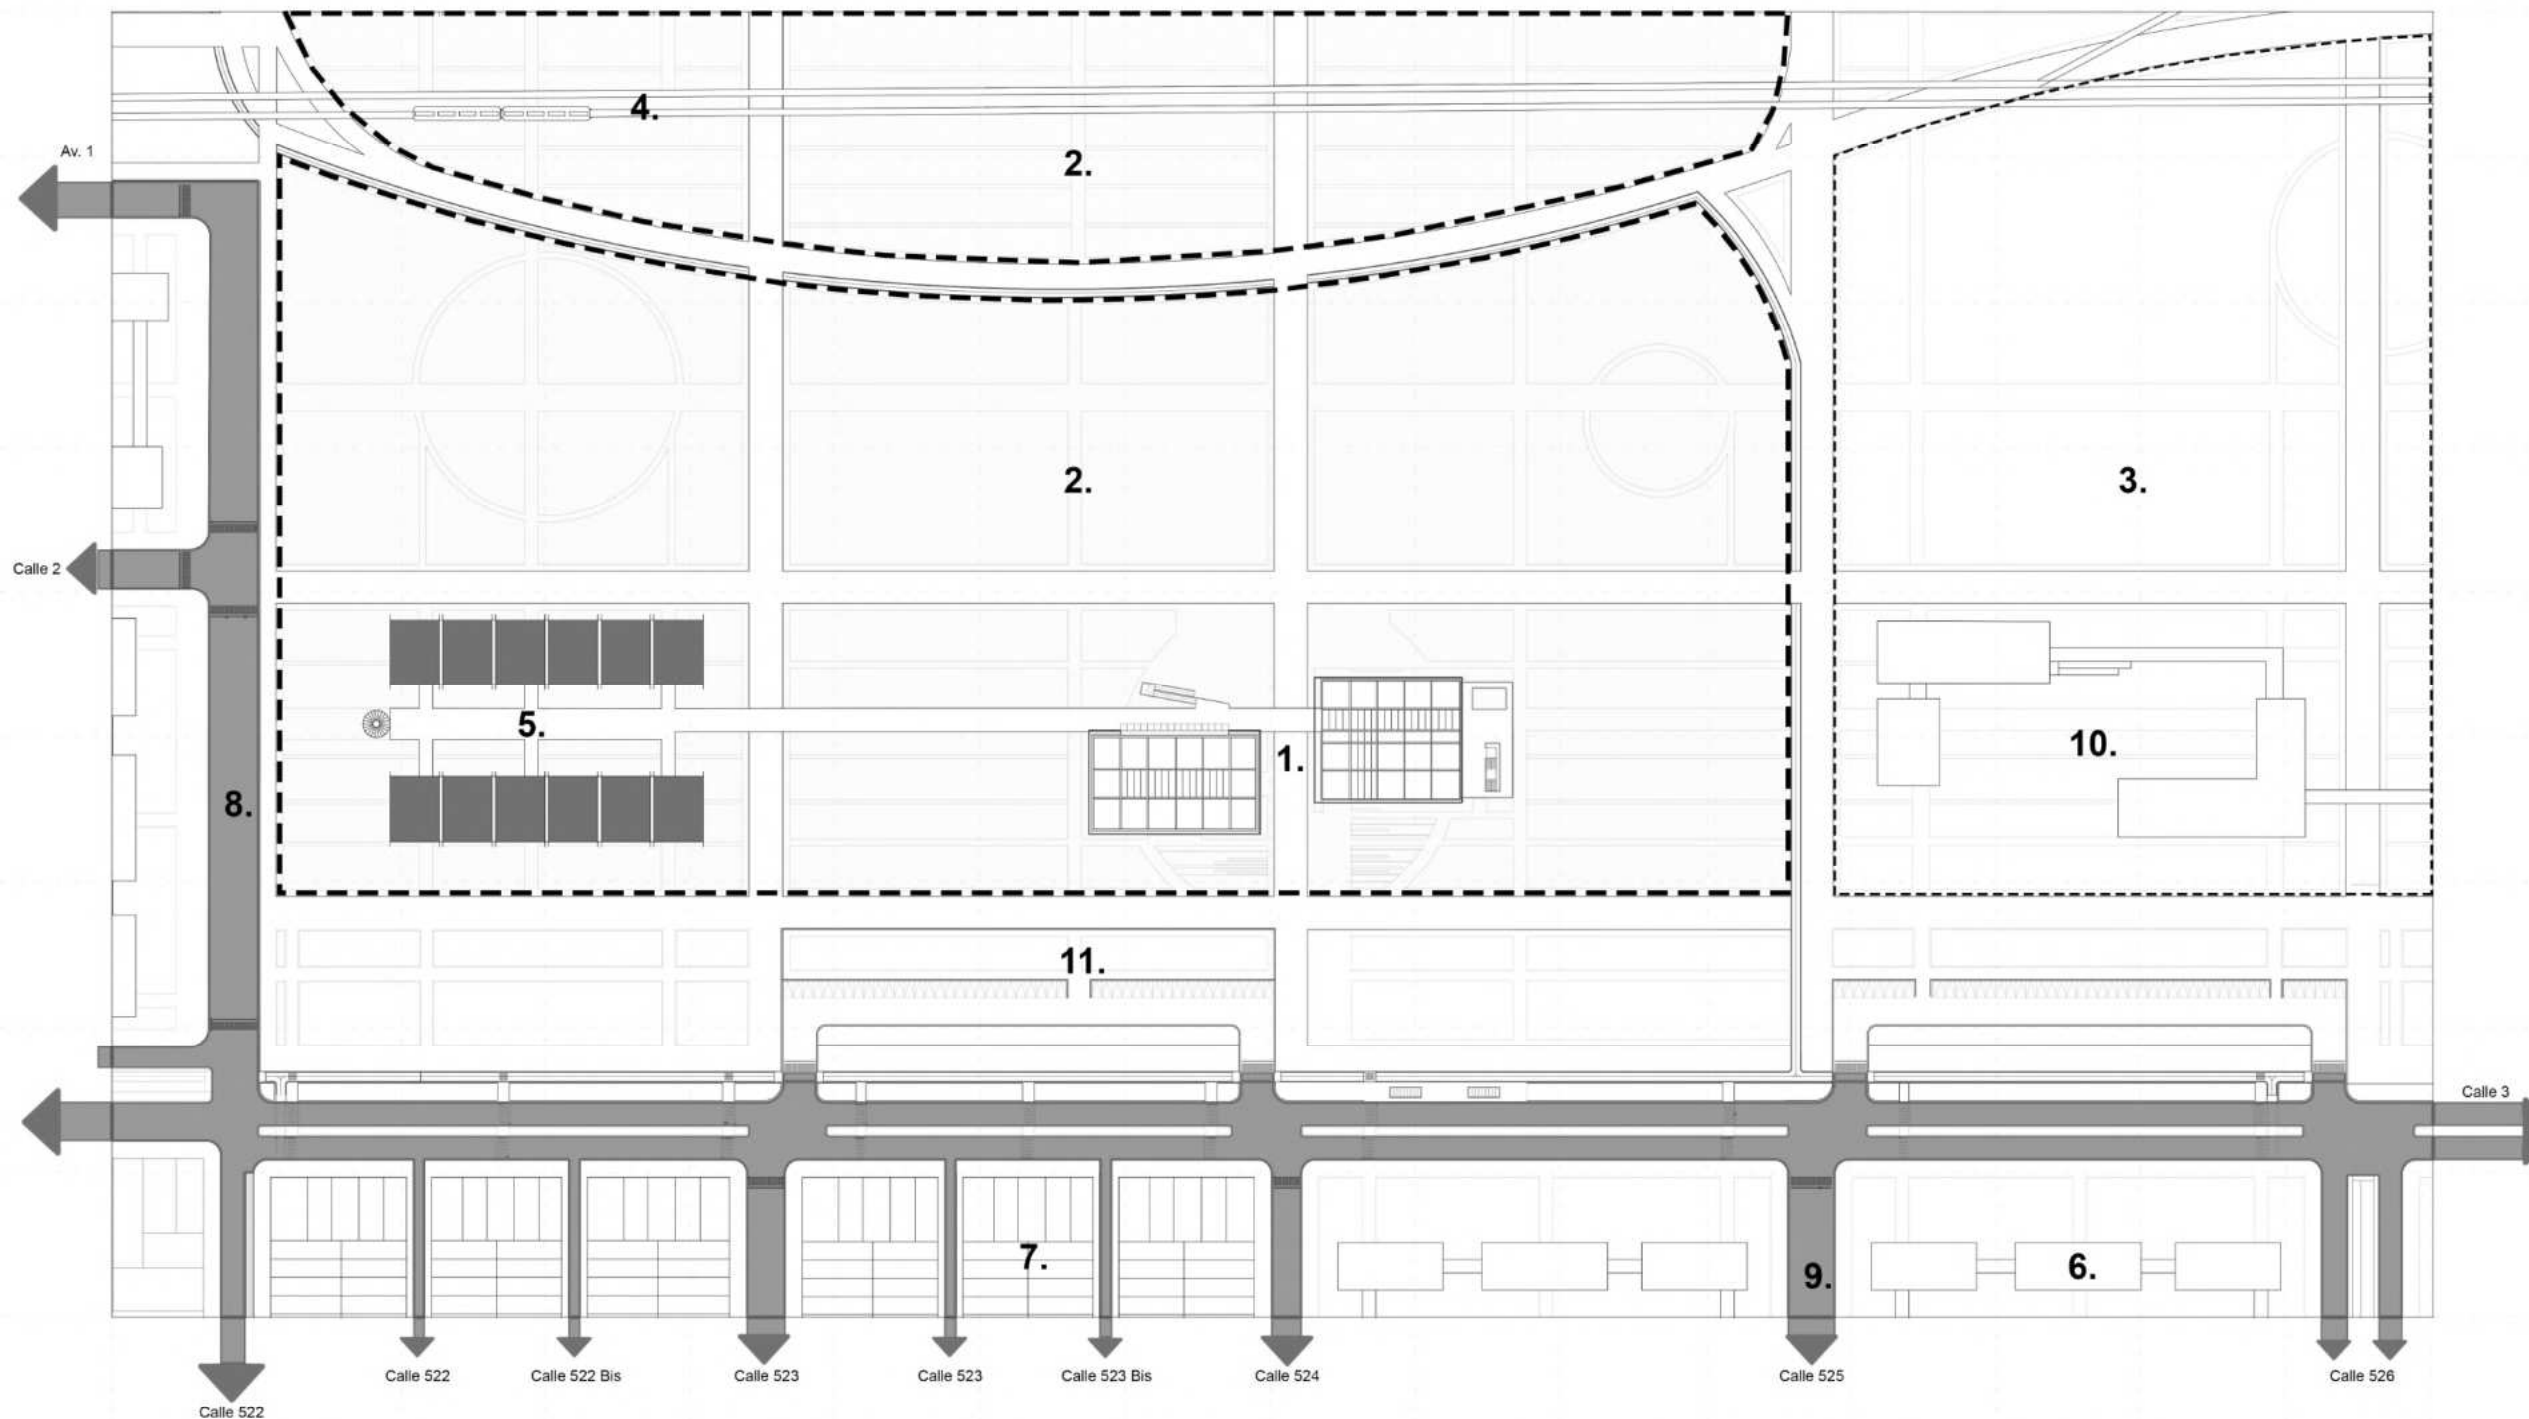 4.
Av. 1
2.
2.
3.
Calle 2
5.
1.
10.
8.
11.
Calle 3
7.
9.
6.
Calle 522
Calle 522 Bis
Calle 523
Calle 523
Calle 523 Bis
Calle 524
Calle 525
Calle 526
Calle 522